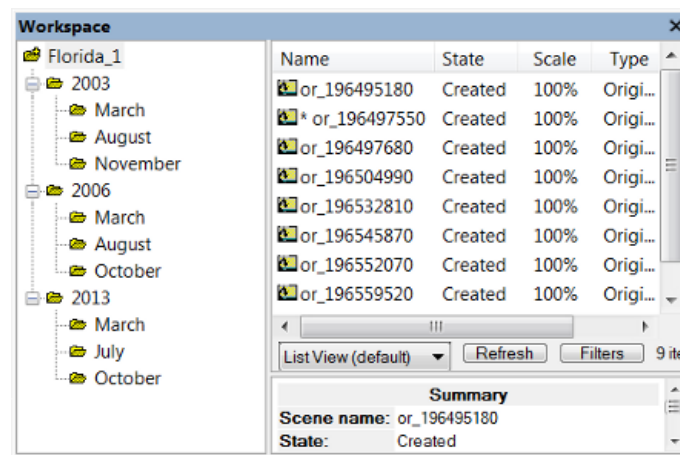 Workspace
Florida_1
2003
March
August
November
2006
March
August
October
2013
March
July
October
Name State Scale Type
or_196495180 Created 100% Origi...
* or_196497550 Created 100% Origi...
or_196497680 Created 100% Origi...
or_196504990 Created 100% Origi...
or_196532810 Created 100% Origi...
or_196545870 Created 100% Origi...
or_196552070 Created 100% Origi...
or_196559520 Created 100% Origi...
List View (default) Refresh Filters 9 ite
Summary
Scene name: or_196495180
State: Created